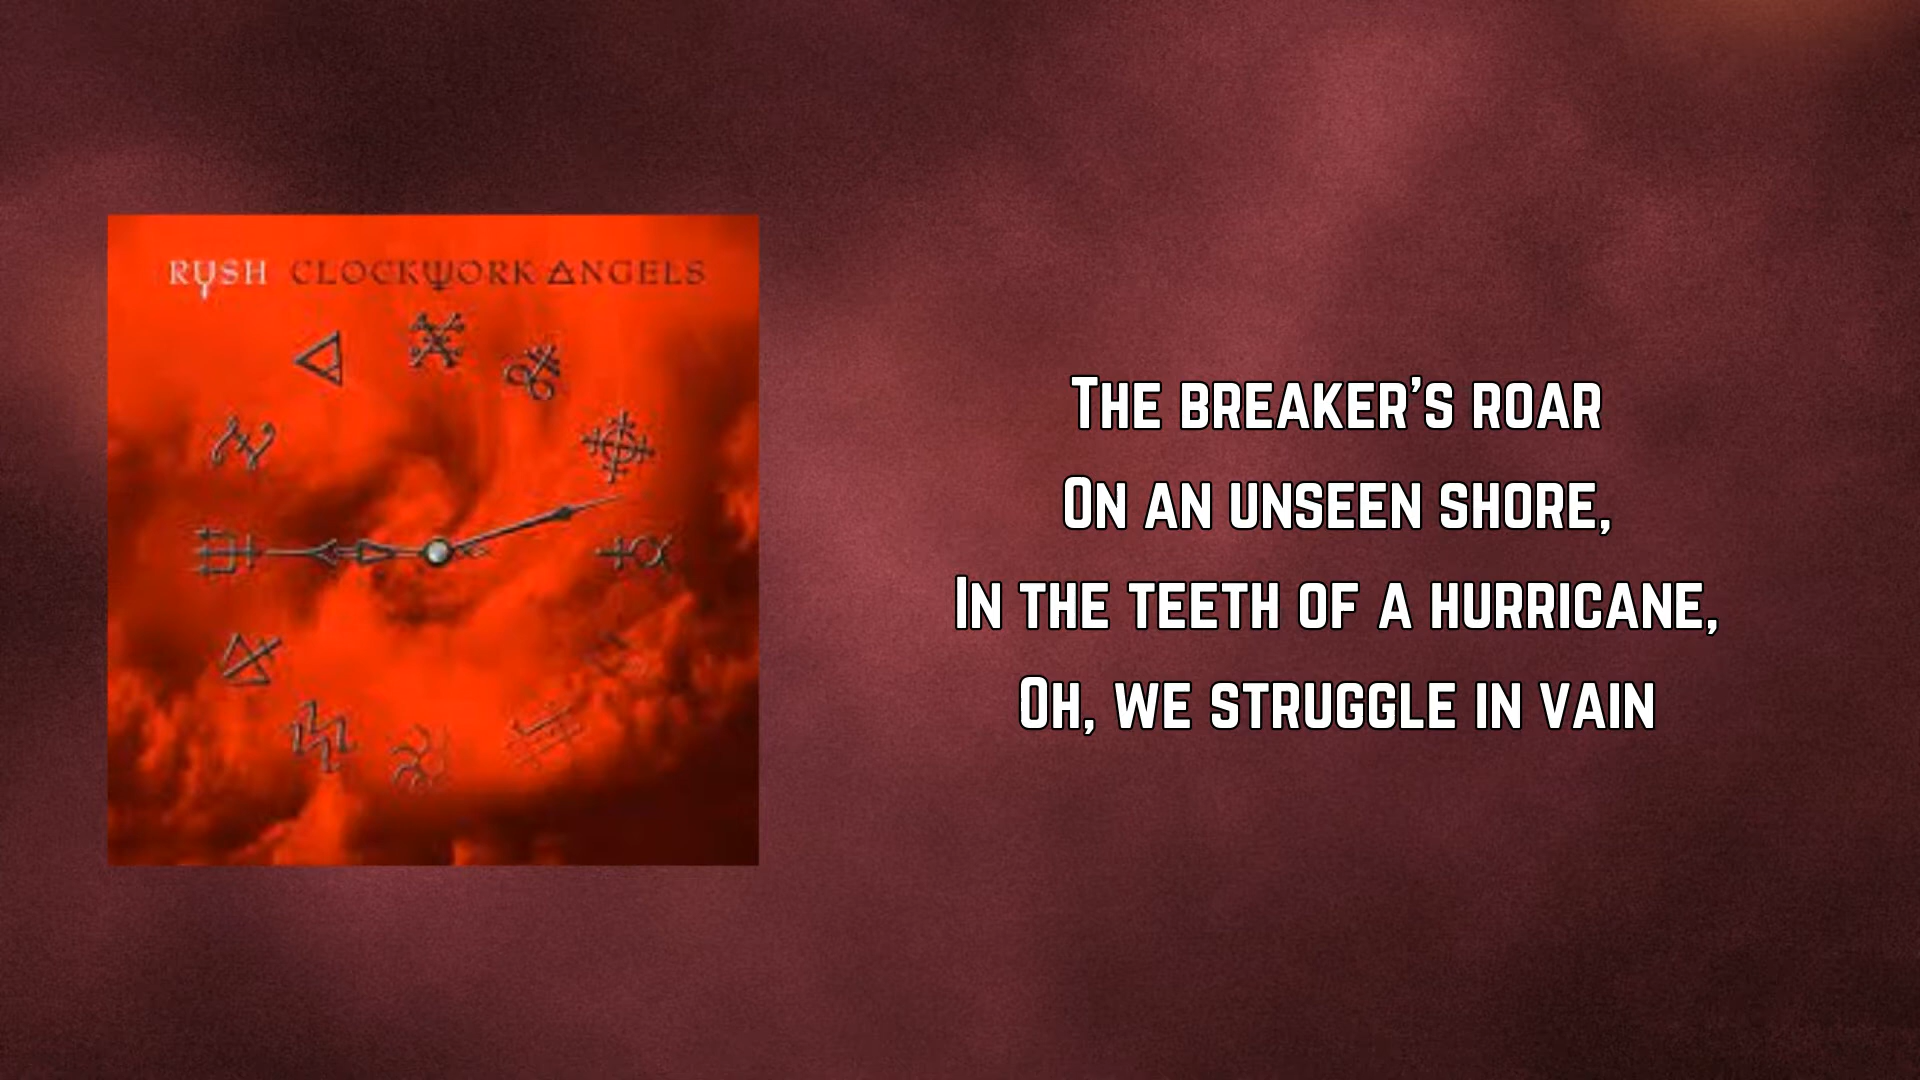 RUSH CLOCKWORK ANGELS
The breaker's roar
On an unseen shore,
In the teeth of a hurricane,
Oh, we struggle in vain